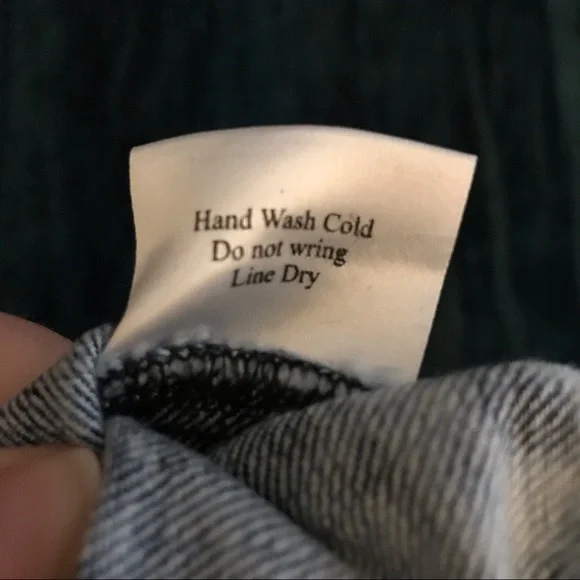 Hand Wash Cold
Do not wring
Line Dry